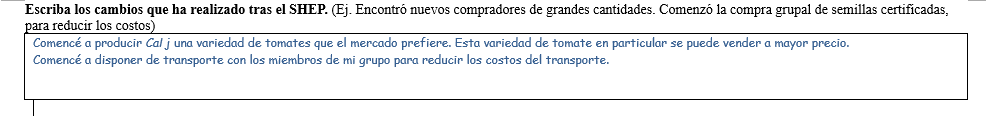 Escriba los cambios que ha realizado tras el SHEP. (Ej. Encontró nuevos compradores de grandes cantidades. Comenzó la compra grupal de semillas certificadas,
para reducir los costos)
Comencé a producir Cal j una variedad de tomates que el mercado prefiere. Esta variedad de tomate en particular se puede vender a mayor precio.
Comencé a disponer de transporte con los miembros de mi grupo para reducir los costos del transporte.